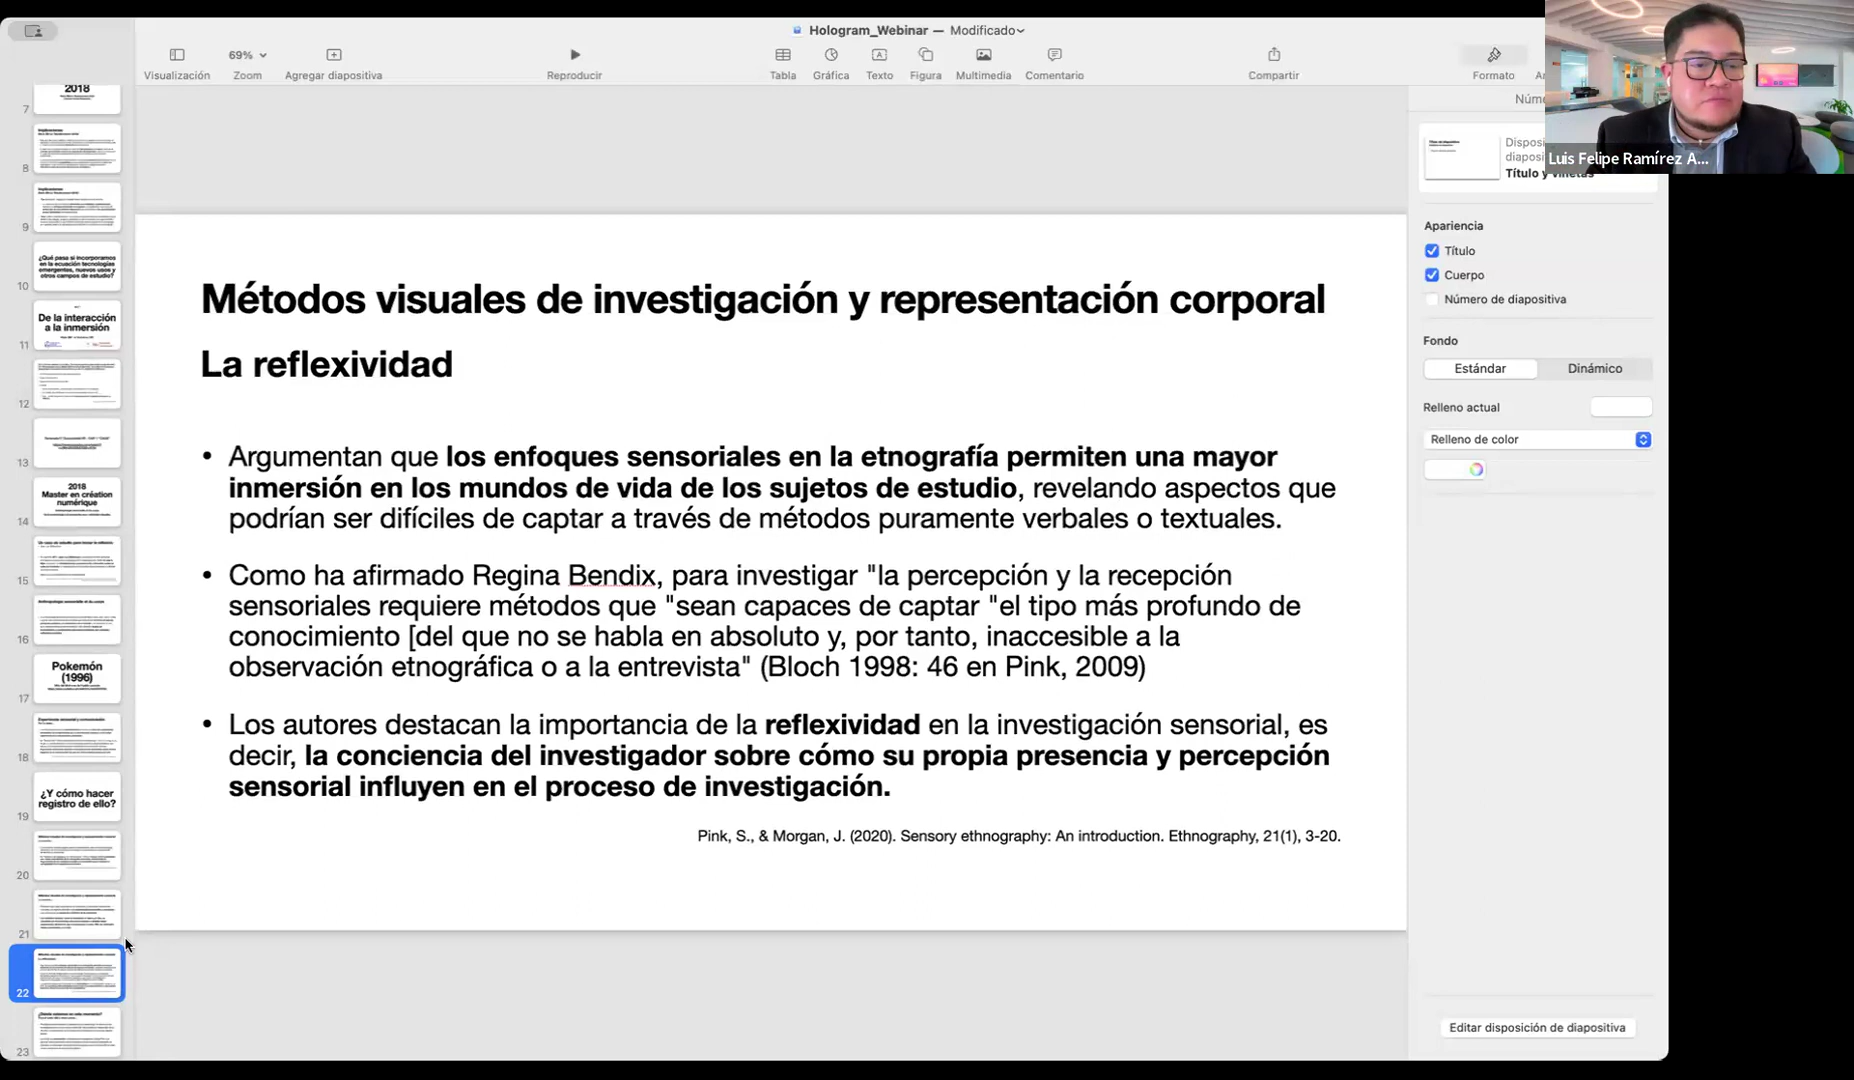 Hologram_Webinar — Modificado
69%
Visualización
Zoom
Agregar diapositiva
Reproducir
Tabla
Gráfica
Texto
Figura
Multimedia
Comentario
Compartir
Formato
Luis Felipe Ramírez A...
2018
7
8
9
¿Qué pasa si incorporamos
en la ecuación tecnologías
emergentes, nuevos usos y
otros campos de estudio?
10
De la interacción
a la inmersión
11
12
13
2018
Master en création
numérique
14
15
16
Pokemón
(1996)
17
18
¿Y cómo hacer
registro de ello?
19
20
21
22
23
Métodos visuales de investigación y representación corporal
La reflexividad
• Argumentan que los enfoques sensoriales en la etnografía permiten una mayor
inmersión en los mundos de vida de los sujetos de estudio, revelando aspectos que
podrían ser difíciles de captar a través de métodos puramente verbales o textuales.
• Como ha afirmado Regina Bendix, para investigar "la percepción y la recepción
sensoriales requiere métodos que "sean capaces de captar "el tipo más profundo de
conocimiento [del que no se habla en absoluto y, por tanto, inaccesible a la
observación etnográfica o a la entrevista" (Bloch 1998: 46 en Pink, 2009)
• Los autores destacan la importancia de la reflexividad en la investigación sensorial, es
decir, la conciencia del investigador sobre cómo su propia presencia y percepción
sensorial influyen en el proceso de investigación.
Pink, S., & Morgan, J. (2020). Sensory ethnography: An introduction. Ethnography, 21(1), 3-20.
Título y viñetas
Apariencia
Título
Cuerpo
Número de diapositiva
Fondo
Estándar
Dinámico
Relleno actual
Relleno de color
Editar disposición de diapositiva